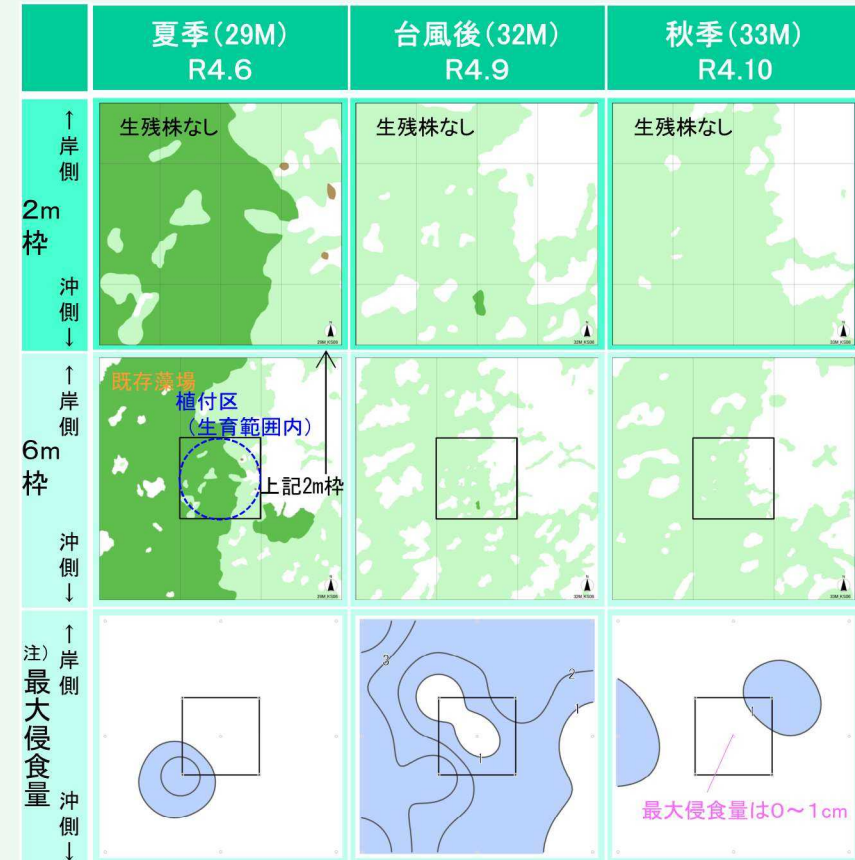 夏季(29M)
R4.6
台風後(32M)
R4.9
秋季(33M)
R4.10
↑岸側
2m枠
沖側↓
生残株なし
生残株なし
生残株なし
N
N
N
↑岸側
6m枠
沖側↓
既存藻場
植付区
(生育範囲内)
上記2m枠
N
N
N
注)
↑岸側
最大侵食量
沖側↓
3
2
1
1
1
最大侵食量は0～1cm